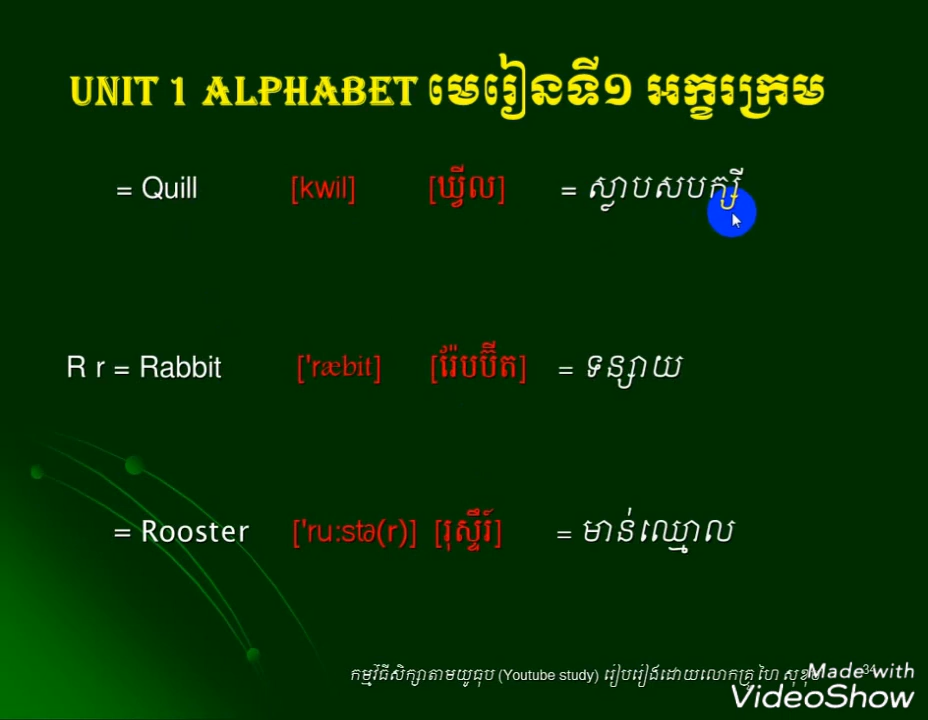 UNIT 1 ALPHABET មេរៀនទី១ អក្ខរក្រម
= Quill [kwil] [ឃ្វីល] = ស្លាបសបក្សី
R r = Rabbit ['ræbit] [រ៉ែបប៊ីត] = ទន្សាយ
= Rooster ['ru:stə(r)] [រុស្ទឺរ៍] = មាន់ឈ្មោល
កម្មវិធីសិក្សាតាមយូធុប (Youtube study) រៀបរៀងដោយលោកគ្រូ ហៃ 34
Made with
VideoShow